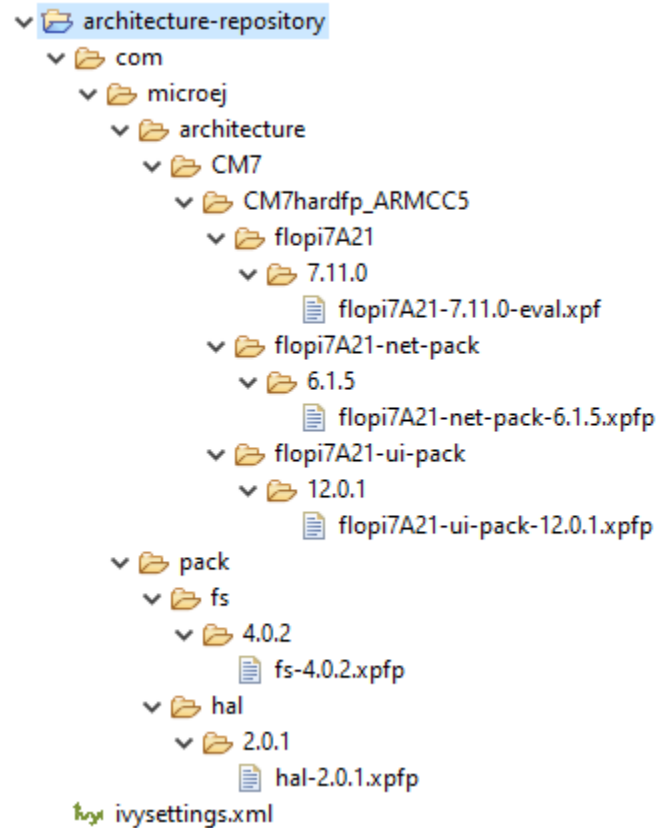 architecture-repository
com
microej
architecture
CM7
CM7hardfp_ARMCC5
flopi7A21
7.11.0
flopi7A21-7.11.0-eval.xpf
flopi7A21-net-pack
6.1.5
flopi7A21-net-pack-6.1.5.xpfp
flopi7A21-ui-pack
12.0.1
flopi7A21-ui-pack-12.0.1.xpfp
pack
fs
4.0.2
fs-4.0.2.xpfp
hal
2.0.1
hal-2.0.1.xpfp
ivy ivysettings.xml